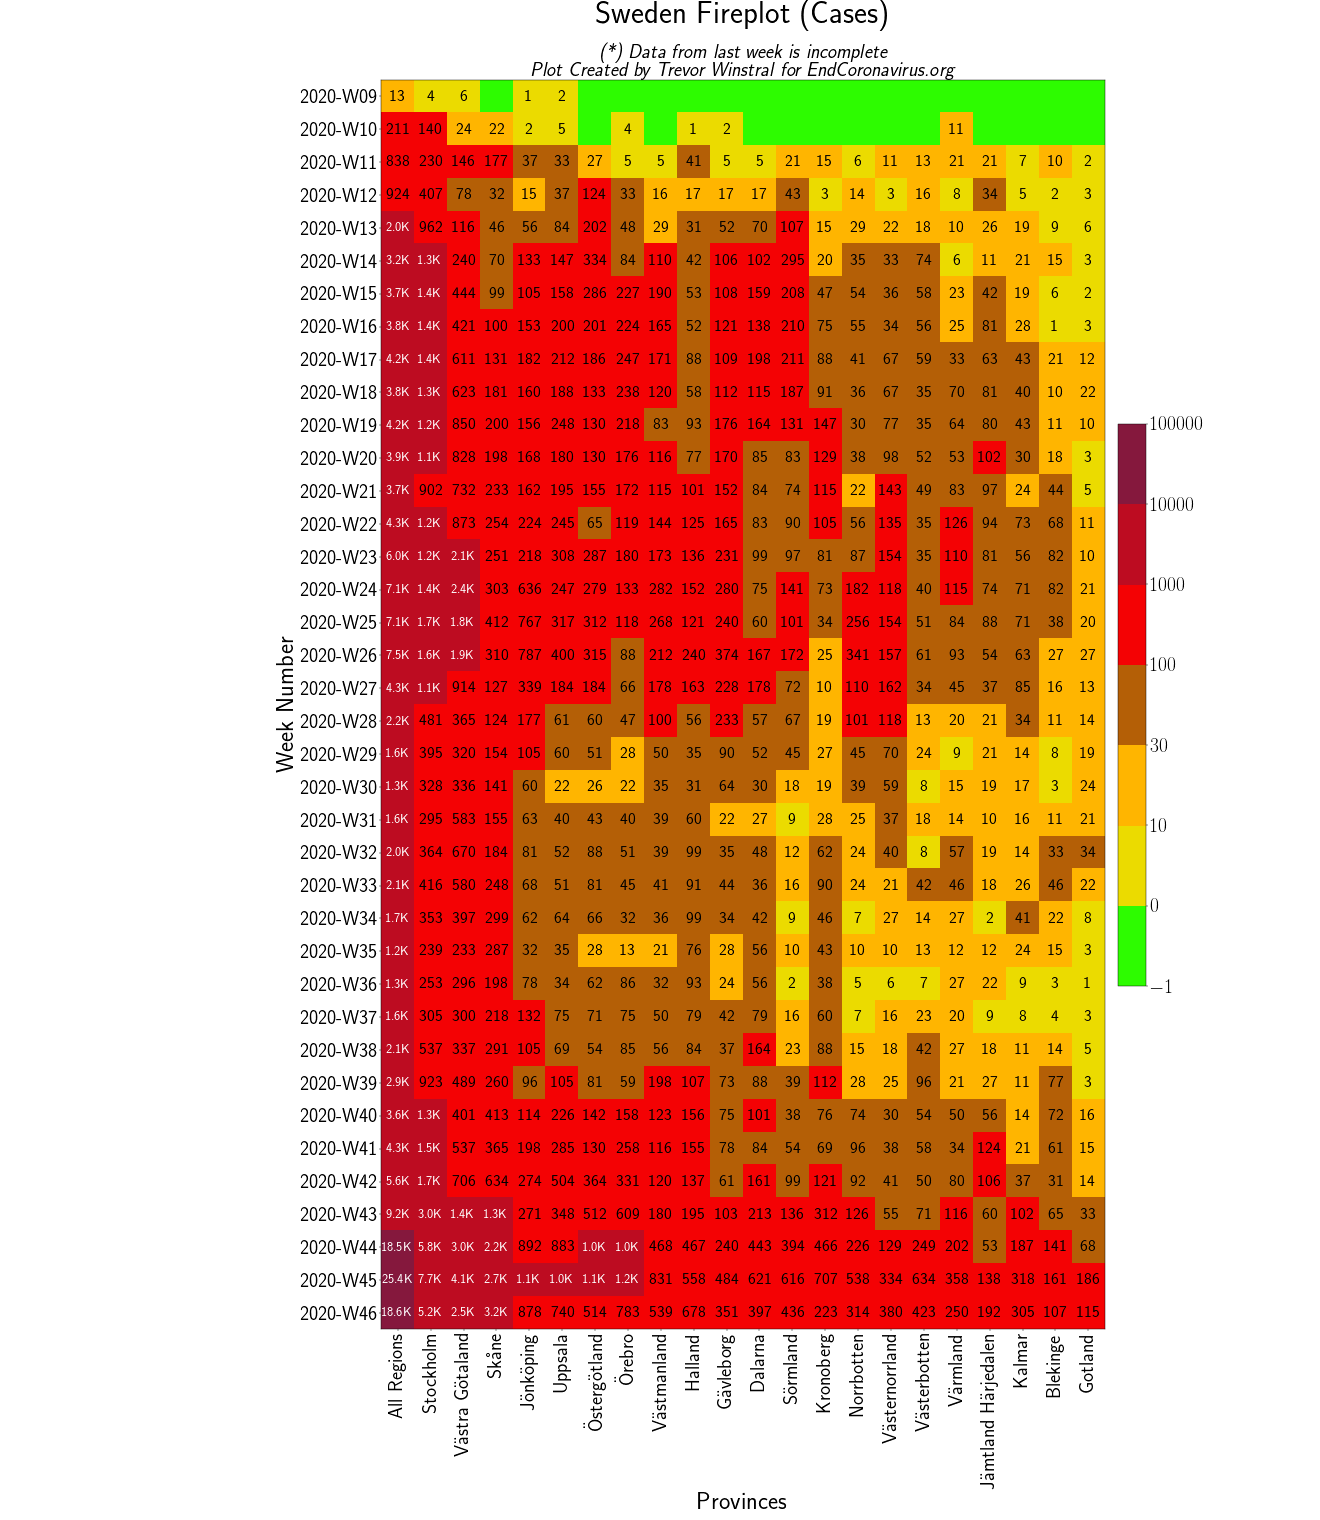 Sweden Fireplot (Cases)
(*) Data from last week is incomplete
Plot Created by Trevor Winstral for EndCoronavirus.org
2020-W09 13 4 6 1 2
2020-W10 211 140 24 22 2 5 4 1 2 11
2020-W11 838 230 146 177 37 33 27 5 5 41 5 5 21 15 6 11 13 21 21 7 10 2
2020-W12 924 407 78 32 15 37 124 33 16 17 17 17 43 3 14 3 16 8 34 5 2 3
2020-W13 2.0K 962 116 46 56 84 202 48 29 31 52 70 107 15 29 22 18 10 26 19 9 6
2020-W14 3.2K 1.3K 240 70 133 147 334 84 110 42 106 102 295 20 35 33 74 6 11 21 15 3
2020-W15 3.7K 1.4K 444 99 105 158 286 227 190 53 108 159 208 47 54 36 58 23 42 19 6 2
2020-W16 3.8K 1.4K 421 100 153 200 201 224 165 52 121 138 210 75 55 34 56 25 81 28 1 3
2020-W17 4.2K 1.4K 611 131 182 212 186 247 171 88 109 198 211 88 41 67 59 33 63 43 21 12
2020-W18 3.8K 1.3K 623 181 160 188 133 238 120 58 112 115 187 91 36 67 35 70 81 40 10 22
2020-W19 4.2K 1.2K 850 200 156 248 130 218 83 93 176 164 131 147 30 77 35 64 80 43 11 10
2020-W20 3.9K 1.1K 828 198 168 180 130 176 116 77 170 85 83 129 38 98 52 53 102 30 18 3
2020-W21 3.7K 902 732 233 162 195 155 172 115 101 152 84 74 115 22 143 49 83 97 24 44 5
2020-W22 4.3K 1.2K 873 254 224 245 65 119 144 125 165 83 90 105 56 135 35 126 94 73 68 11
2020-W23 6.0K 1.2K 2.1K 251 218 308 287 180 173 136 231 99 97 81 87 154 35 110 81 56 82 10
2020-W24 7.1K 1.4K 2.4K 303 636 247 279 133 282 152 280 75 141 73 182 118 40 115 74 71 82 21
2020-W25 7.1K 1.7K 1.8K 412 767 317 312 118 268 121 240 60 101 34 256 154 51 84 88 71 38 20
2020-W26 7.5K 1.6K 1.9K 310 787 400 315 88 212 240 374 167 172 25 341 157 61 93 54 63 27 27
2020-W27 4.3K 1.1K 914 127 339 184 184 66 178 163 228 178 72 10 110 162 34 45 37 85 16 13
2020-W28 2.2K 481 365 124 177 61 60 47 100 56 233 57 67 19 101 118 13 20 21 34 11 14
2020-W29 1.6K 395 320 154 105 60 51 28 50 35 90 52 45 27 45 70 24 9 21 14 8 19
2020-W30 1.3K 328 336 141 60 22 26 22 35 31 64 30 18 19 39 59 8 15 19 17 3 24
2020-W31 1.6K 295 583 155 63 40 43 40 39 60 22 27 9 28 25 37 18 14 10 16 11 21
2020-W32 2.0K 364 670 184 81 52 88 51 39 99 35 48 12 62 24 40 8 57 19 14 33 34
2020-W33 2.1K 416 580 248 68 51 81 45 41 91 44 36 16 90 24 21 42 46 18 26 46 22
2020-W34 1.7K 353 397 299 62 64 66 32 36 99 34 42 9 46 7 27 14 27 2 41 22 8
2020-W35 1.2K 239 233 287 32 35 28 13 21 76 28 56 10 43 10 10 13 12 12 24 15 3
2020-W36 1.3K 253 296 198 78 34 62 86 32 93 24 56 2 38 5 6 7 27 22 9 3 1
2020-W37 1.6K 305 300 218 132 75 71 75 50 79 42 79 16 60 7 16 23 20 9 8 4 3
2020-W38 2.1K 537 337 291 105 69 54 85 56 84 37 164 23 88 15 18 42 27 18 11 14 5
2020-W39 2.9K 923 489 260 96 105 81 59 198 107 73 88 39 112 28 25 96 21 27 11 77 3
2020-W40 3.6K 1.3K 401 413 114 226 142 158 123 156 75 101 38 76 74 30 54 50 56 14 72 16
2020-W41 4.3K 1.5K 537 365 198 285 130 258 116 155 78 84 54 69 96 38 58 34 124 21 61 15
2020-W42 5.6K 1.7K 706 634 274 504 364 331 120 137 61 161 99 121 92 41 50 80 106 37 31 14
2020-W43 9.2K 3.0K 1.4K 1.3K 271 348 512 609 180 195 103 213 136 312 126 55 71 116 60 102 65 33
2020-W44 18.5K 5.8K 3.0K 2.2K 892 883 1.0K 1.0K 468 467 240 443 394 466 226 129 249 202 53 187 141 68
2020-W45 25.4K 7.7K 4.1K 2.7K 1.1K 1.0K 1.1K 1.2K 831 558 484 621 616 707 538 334 634 358 138 318 161 186
2020-W46 18.6K 5.2K 2.5K 3.2K 878 740 514 783 539 678 351 397 436 223 314 380 423 250 192 305 107 115
Week Number
All Regions
Stockholm
Västra Götaland
Skåne
Jönköping
Uppsala
Östergötland
Örebro
Västmanland
Halland
Gävleborg
Dalarna
Sörmland
Kronoberg
Norrbotten
Västernorrland
Västerbotten
Värmland
Jämtland Härjedalen
Kalmar
Blekinge
Gotland
Provinces
100000
10000
1000
100
30
10
0
−1